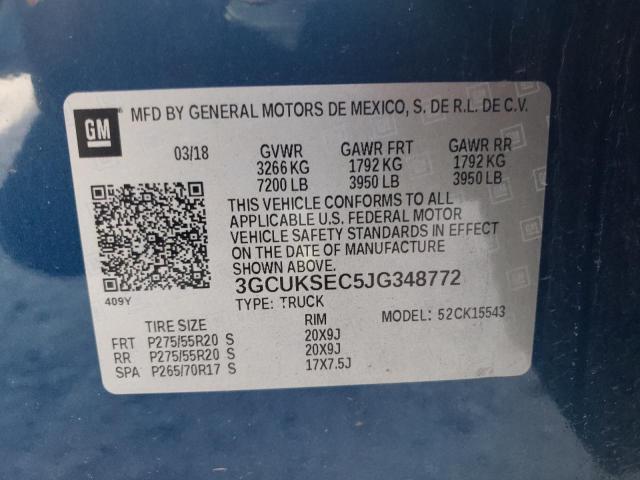 GM
MFD BY GENERAL MOTORS DE MEXICO, S. DE R.L. DE C.V.
03/18 GVWR GAWR FRT GAWR RR
3266 KG 1792 KG 1792 KG
7200 LB 3950 LB 3950 LB
THIS VEHICLE CONFORMS TO ALL
APPLICABLE U.S. FEDERAL MOTOR
VEHICLE SAFETY STANDARDS IN EFFECT
ON THE DATE OF MANUFACTURE
SHOWN ABOVE.
409Y
3GCUKSEC5JG348772
TYPE: TRUCK MODEL: 52CK15543
TIRE SIZE RIM
FRT P275/55R20 S 20X9J
RR P275/55R20 S 20X9J
SPA P265/70R17 S 17X7.5J